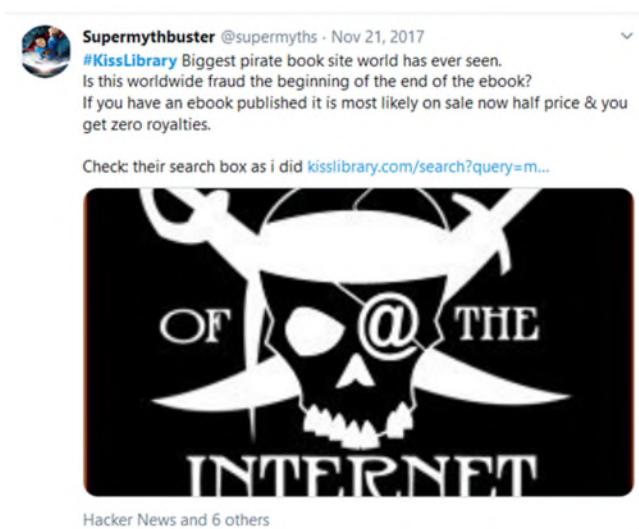 Supermythbuster @supermyths · Nov 21, 2017
#KissLibrary Biggest pirate book site world has ever seen.
Is this worldwide fraud the beginning of the end of the ebook?
If you have an ebook published it is most likely on sale now half price & you
get zero royalties.
Check: their search box as i did kisslibrary.com/search?query=m...
OF @ THE
INTERNET
Hacker News and 6 others